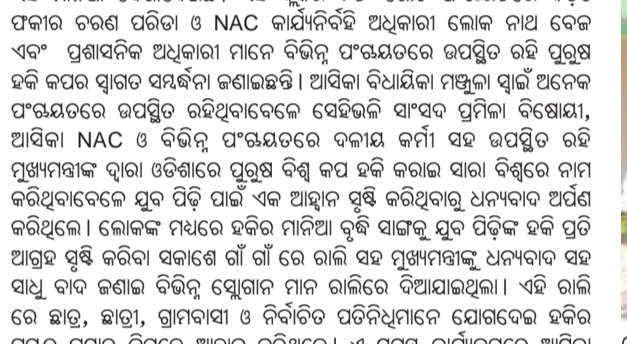 ଫକୀର ଚରଣ ପରିଡା ଓ NAC କାର୍ଯ୍ୟନିର୍ବାହି ଅଧିକାରୀ ଲୋକ ନାଥ ବେଜ
ଏବଂ ପ୍ରଶାସନିକ ଅଧିକାରୀ ମାନେ ବିଭିନ୍ନ ପଂଚ୍ଚାୟତରେ ଉପସ୍ଥିତ ରହି ପୁରୁଷ
ହକି କପର ସ୍ୱାଗତ ସମ୍ବର୍ଦ୍ଧନା ଜଣାଇଛନ୍ତି । ଆସିକା ବିଧାୟିକା ମଞ୍ଜୁଳା ସ୍ୱାଇଁ ଅନେକ
ପଂଚ୍ଚାୟତରେ ଉପସ୍ଥିତ ରହିଥିବାବେଳେ ସେହିଭଳି ସାଂସଦ ପ୍ରମିଳା ବିଷୋୟୀ,
ଆସିକା NAC ଓ ବିଭିନ୍ନ ପଂଚ୍ଚାୟତରେ ଦଳୀୟ କର୍ମୀ ସହ ଉପସ୍ଥିତ ରହି
ମୁଖ୍ୟମନ୍ତ୍ରୀଙ୍କ ଦ୍ୱାରା ଓଡିଶାରେ ପୁରୁଷ ବିଶ୍ୱ କପ ହକି କରାଇ ସାରା ବିଶ୍ୱରେ ନାମ
କରିଥିବାବେଳେ ଯୁବ ପିଢ଼ି ପାଇଁ ଏକ ଆହ୍ୱାନ ସୃଷ୍ଟି କରିଥିବାରୁ ଧନ୍ୟବାଦ ଅର୍ପଣ
କରିଥିଲେ । ଲୋକଙ୍କ ମଧ୍ୟରେ ହକିର ମାନିଆ ବୃଦ୍ଧି ସାଙ୍ଗକୁ ଯୁବ ପିଢ଼ିଙ୍କ ହକି ପ୍ରତି
ଆଗ୍ରହ ସୃଷ୍ଟି କରିବା ସକାଶେ ଗାଁ ଗାଁ ରେ ରାଲି ସହ ମୁଖ୍ୟମନ୍ତ୍ରୀଙ୍କୁ ଧନ୍ୟବାଦ ସହ
ସାଧୁ ବାଦ ଜଣାଇ ବିଭିନ୍ନ ସ୍ଲୋଗାନ ମାନ ରାଲିରେ ଦିଆଯାଇଥିଲା । ଏହି ରାଲି
ରେ ଛାତ୍ର, ଛାତ୍ରୀ, ଗ୍ରାମବାସୀ ଓ ନିର୍ବାଚିତ ପତିନିଧିମାନେ ଯୋଗଦେଇ ହକିର